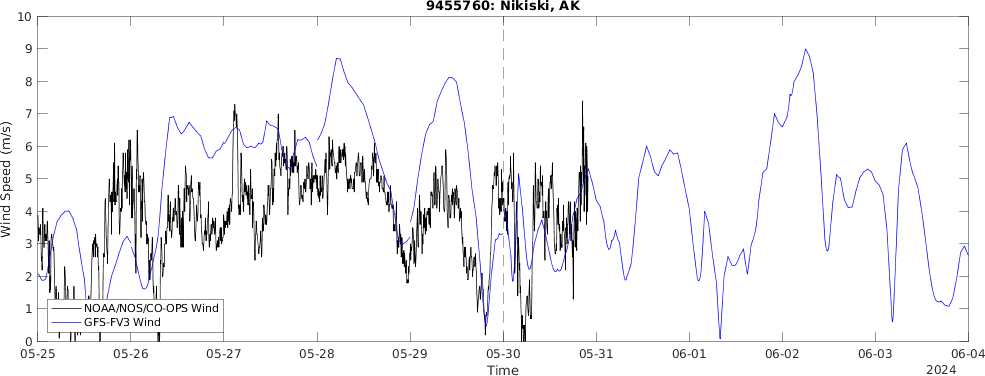 9455760: Nikiski, AK
10
9
8
7
6
5
4
3
2
1
0
Wind Speed (m/s)
NOAA/NOS/CO-OPS Wind
GFS-FV3 Wind
05-25 05-26 05-27 05-28 05-29 05-30 05-31 06-01 06-02 06-03 06-04
Time
2024